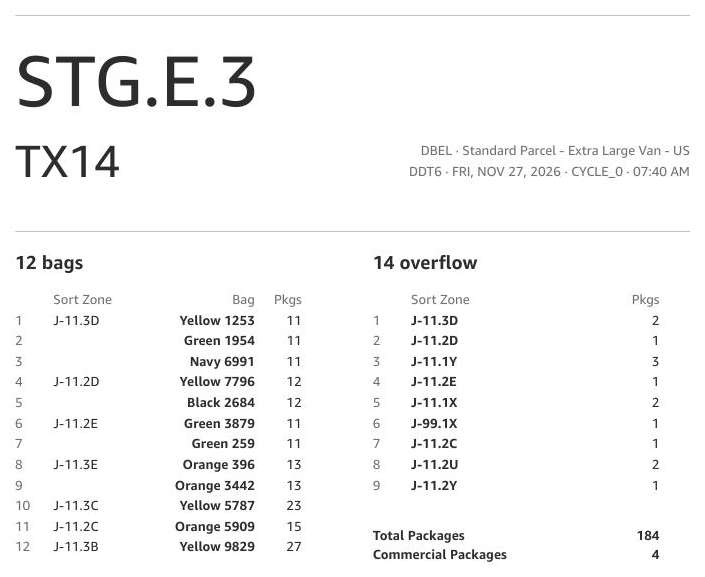 STG.E.3
TX14
DBEL · Standard Parcel - Extra Large Van - US
DDT6 · FRI, NOV 27, 2026 · CYCLE_0 · 07:40 AM
12 bags
Sort Zone Bag Pkgs
1 J-11.3D Yellow 1253 11
2 Green 1954 11
3 Navy 6991 11
4 J-11.2D Yellow 7796 12
5 Black 2684 12
6 J-11.2E Green 3879 11
7 Green 259 11
8 J-11.3E Orange 396 13
9 Orange 3442 13
10 J-11.3C Yellow 5787 23
11 J-11.2C Orange 5909 15
12 J-11.3B Yellow 9829 27
14 overflow
Sort Zone Pkgs
1 J-11.3D 2
2 J-11.2D 1
3 J-11.1Y 3
4 J-11.2E 1
5 J-11.1X 2
6 J-99.1X 1
7 J-11.2C 1
8 J-11.2U 2
9 J-11.2Y 1
Total Packages 184
Commercial Packages 4